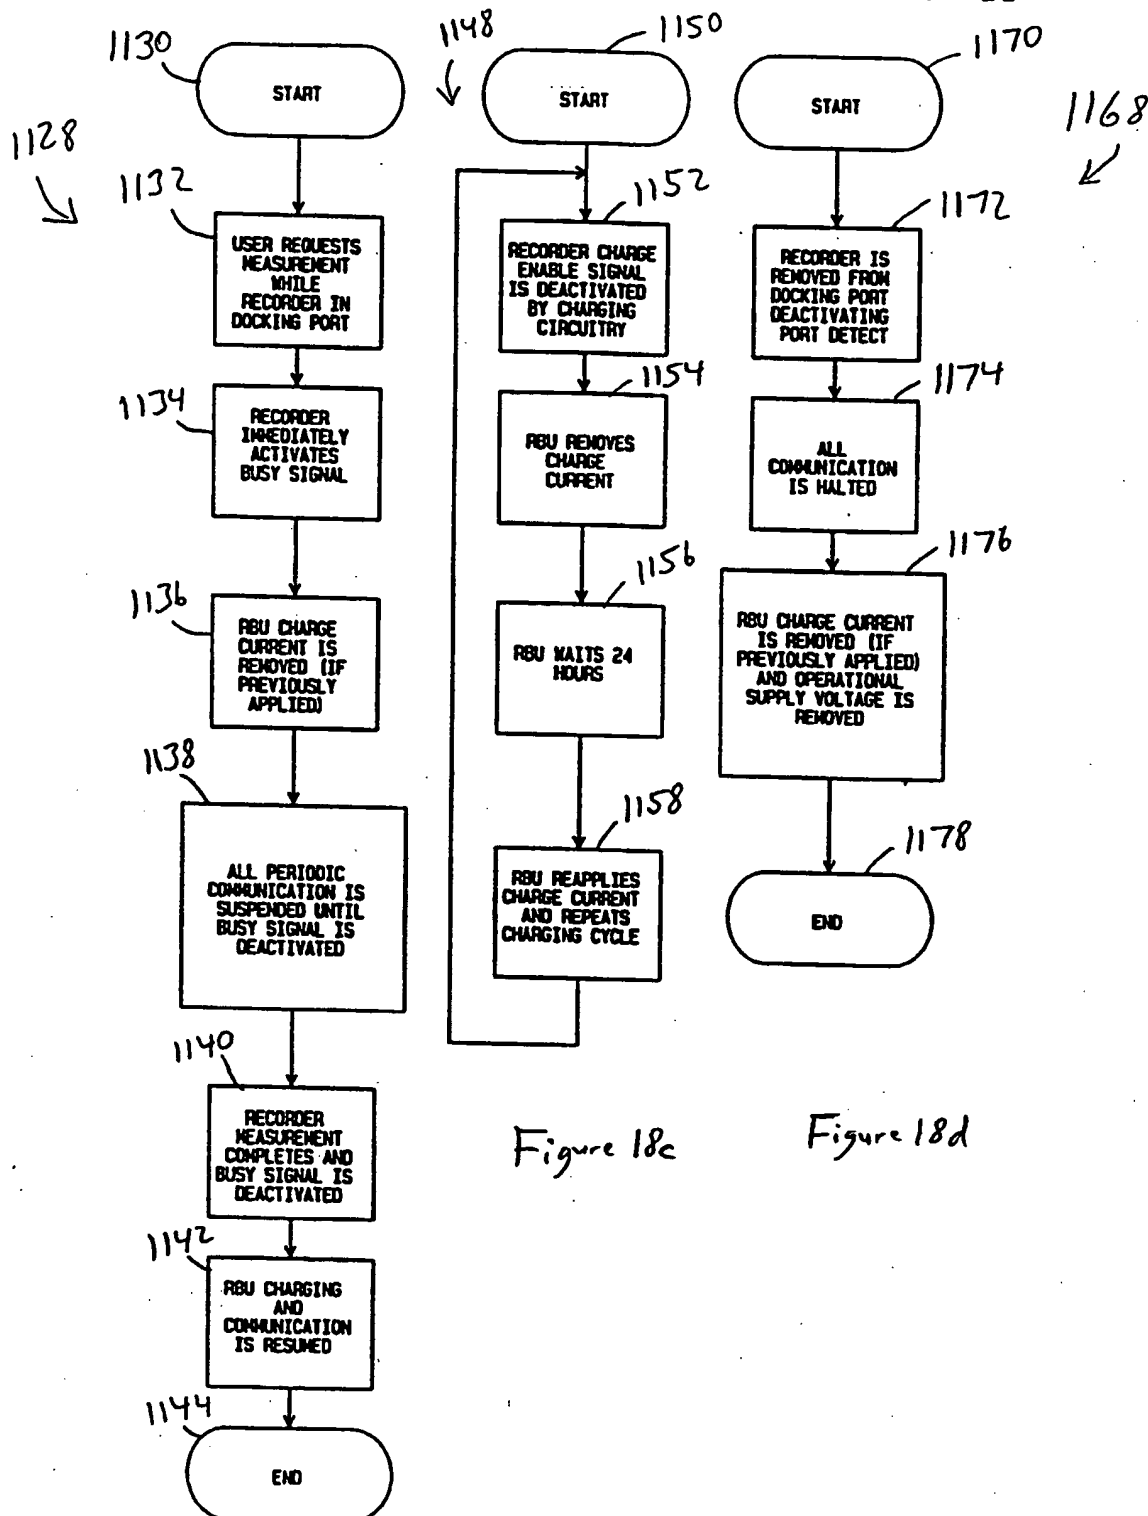 1128
1130
START
1132
USER REQUESTS
MEASUREMENT
WHILE
RECORDER IN
DOCKING PORT
1134
RECORDER
IMMEDIATELY
ACTIVATES
BUSY SIGNAL
1136
RBU CHARGE
CURRENT IS
REMOVED (IF
PREVIOUSLY
APPLIED)
1138
ALL PERIODIC
COMMUNICATION IS
SUSPENDED UNTIL
BUSY SIGNAL IS
DEACTIVATED
1140
RECORDER
MEASUREMENT
COMPLETES AND
BUSY SIGNAL IS
DEACTIVATED
1142
RBU CHARGING
AND
COMMUNICATION
IS RESUMED
1144
END
1148
1150
START
1152
RECORDER CHARGE
ENABLE SIGNAL
IS DEACTIVATED
BY CHARGING
CIRCUITRY
1154
RBU REMOVES
CHARGE
CURRENT
1156
RBU WAITS 24
HOURS
1158
RBU REAPPLIES
CHARGE CURRENT
AND REPEATS
CHARGING CYCLE
Figure 18c
1168
1170
START
1172
RECORDER IS
REMOVED FROM
DOCKING PORT
DEACTIVATING
PORT DETECT
1174
ALL
COMMUNICATION
IS HALTED
1176
RBU CHARGE CURRENT
IS REMOVED (IF
PREVIOUSLY APPLIED)
AND OPERATIONAL
SUPPLY VOLTAGE IS
REMOVED
1178
END
Figure 18d